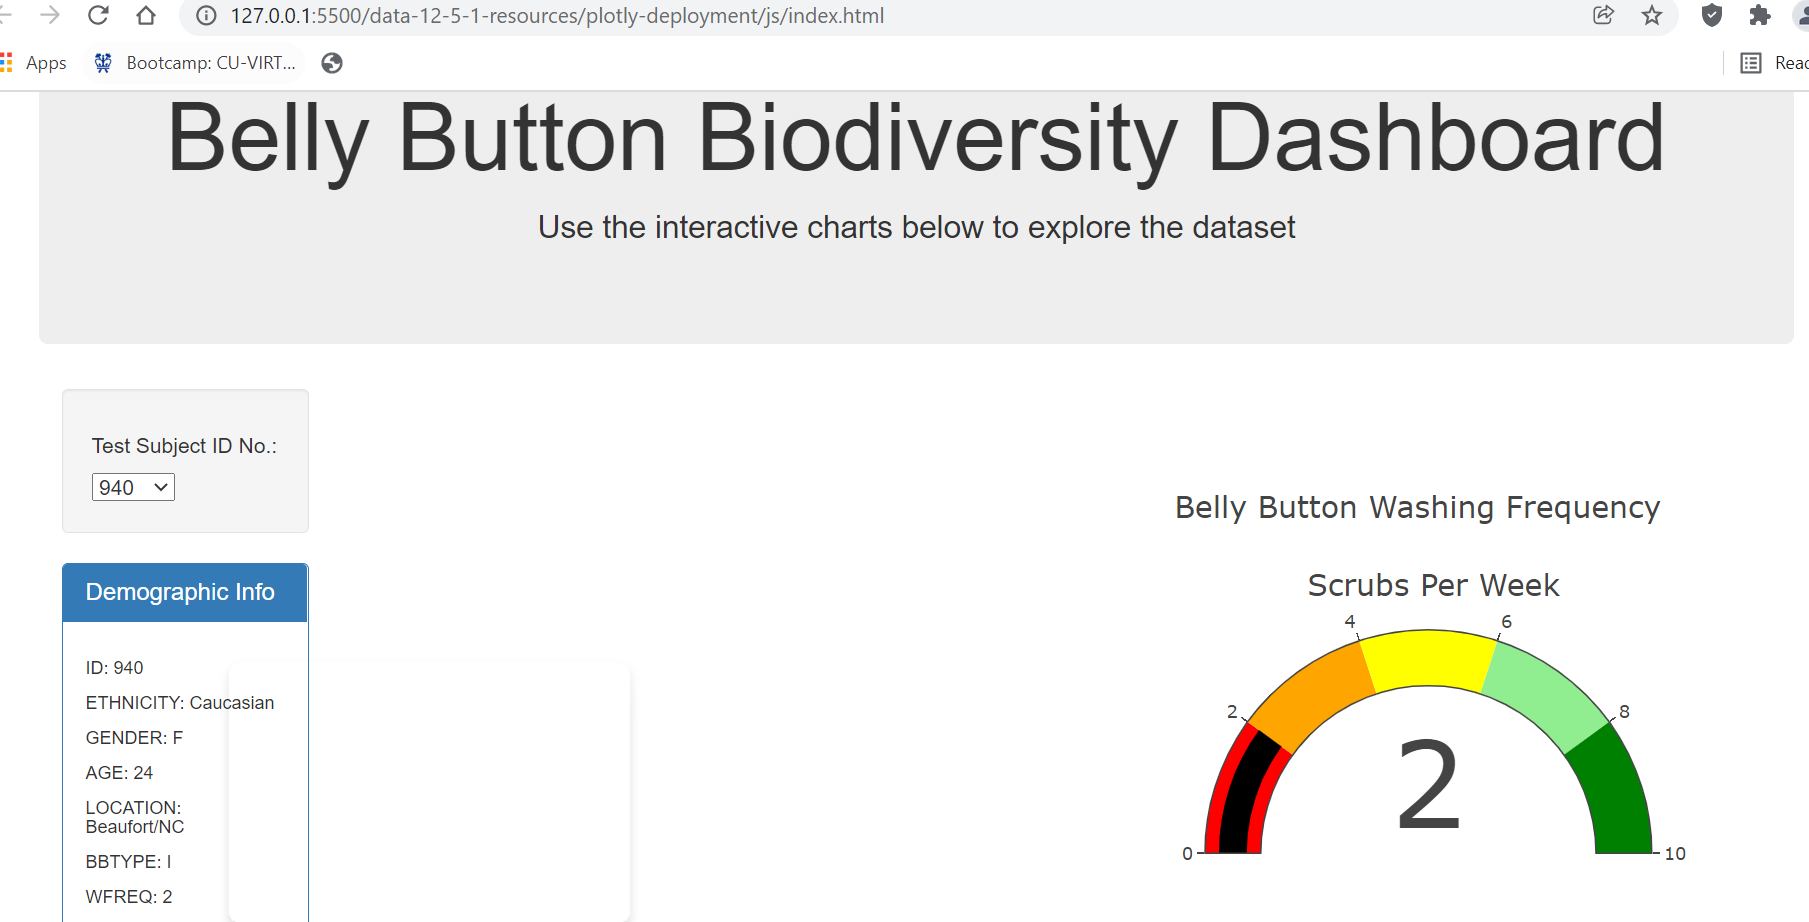 127.0.0.1:5500/data-12-5-1-resources/plotly-deployment/js/index.html
Apps
Bootcamp: CU-VIRT...
Reac
Belly Button Biodiversity Dashboard
Use the interactive charts below to explore the dataset
Test Subject ID No.:
940
Demographic Info
ID: 940
ETHNICITY: Caucasian
GENDER: F
AGE: 24
LOCATION:
Beaufort/NC
BBTYPE: I
WFREQ: 2
Belly Button Washing Frequency
Scrubs Per Week
0
2
4
6
8
10
2